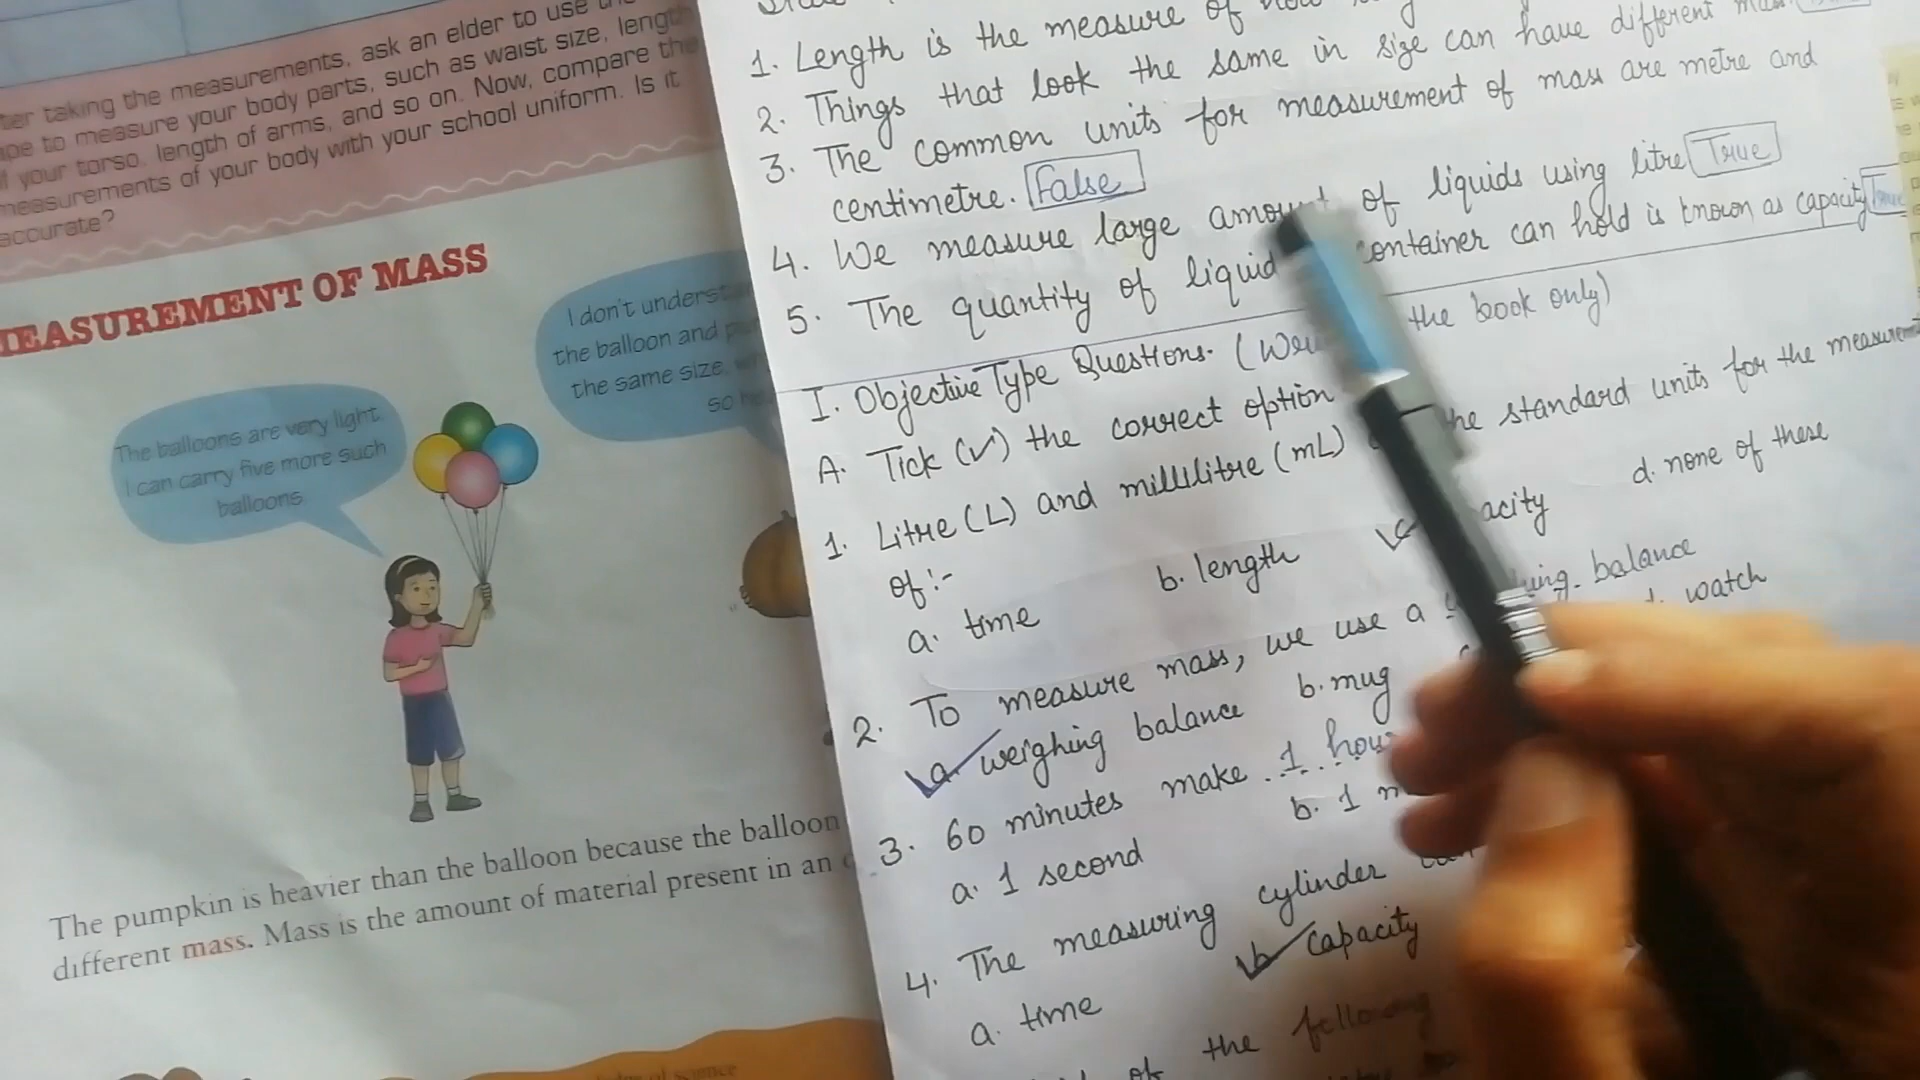 ter taking the measurements, ask an elder to use
to measure your body parts, such as waist size, length
your torso, length of arms, and so on. Now, compare the
measurements of your body with your school uniform. Is it
accurate?
MEASUREMENT OF MASS
I don't underst
the balloon and
the same size,
so
The balloons are very light.
I can carry five more such
balloons
The pumpkin is heavier than the balloon because the balloon
different mass. Mass is the amount of material present in an
1. Length is the measure of how
2. Things that look the same in size can have different
3. The common units for measurement of mass are metre and
centimetre. False
4. We measure large amount of liquids using litre True
5. The quantity of liquid container can hold is known as capacity True
I. Objective Type Questions. ( the book only)
A. Tick (✓) the correct option
1. Litre (L) and millilitre (mL) the standard units for the measurem
of:-
a. time b. length acity d. none of these
2. To measure mass, we use a balance
a. weighing balance b. mug watch
3. 60 minutes make 1 hour
a. 1 second b. 1
4. The measuring cylinder
a. time b. capacity
of the following
of science